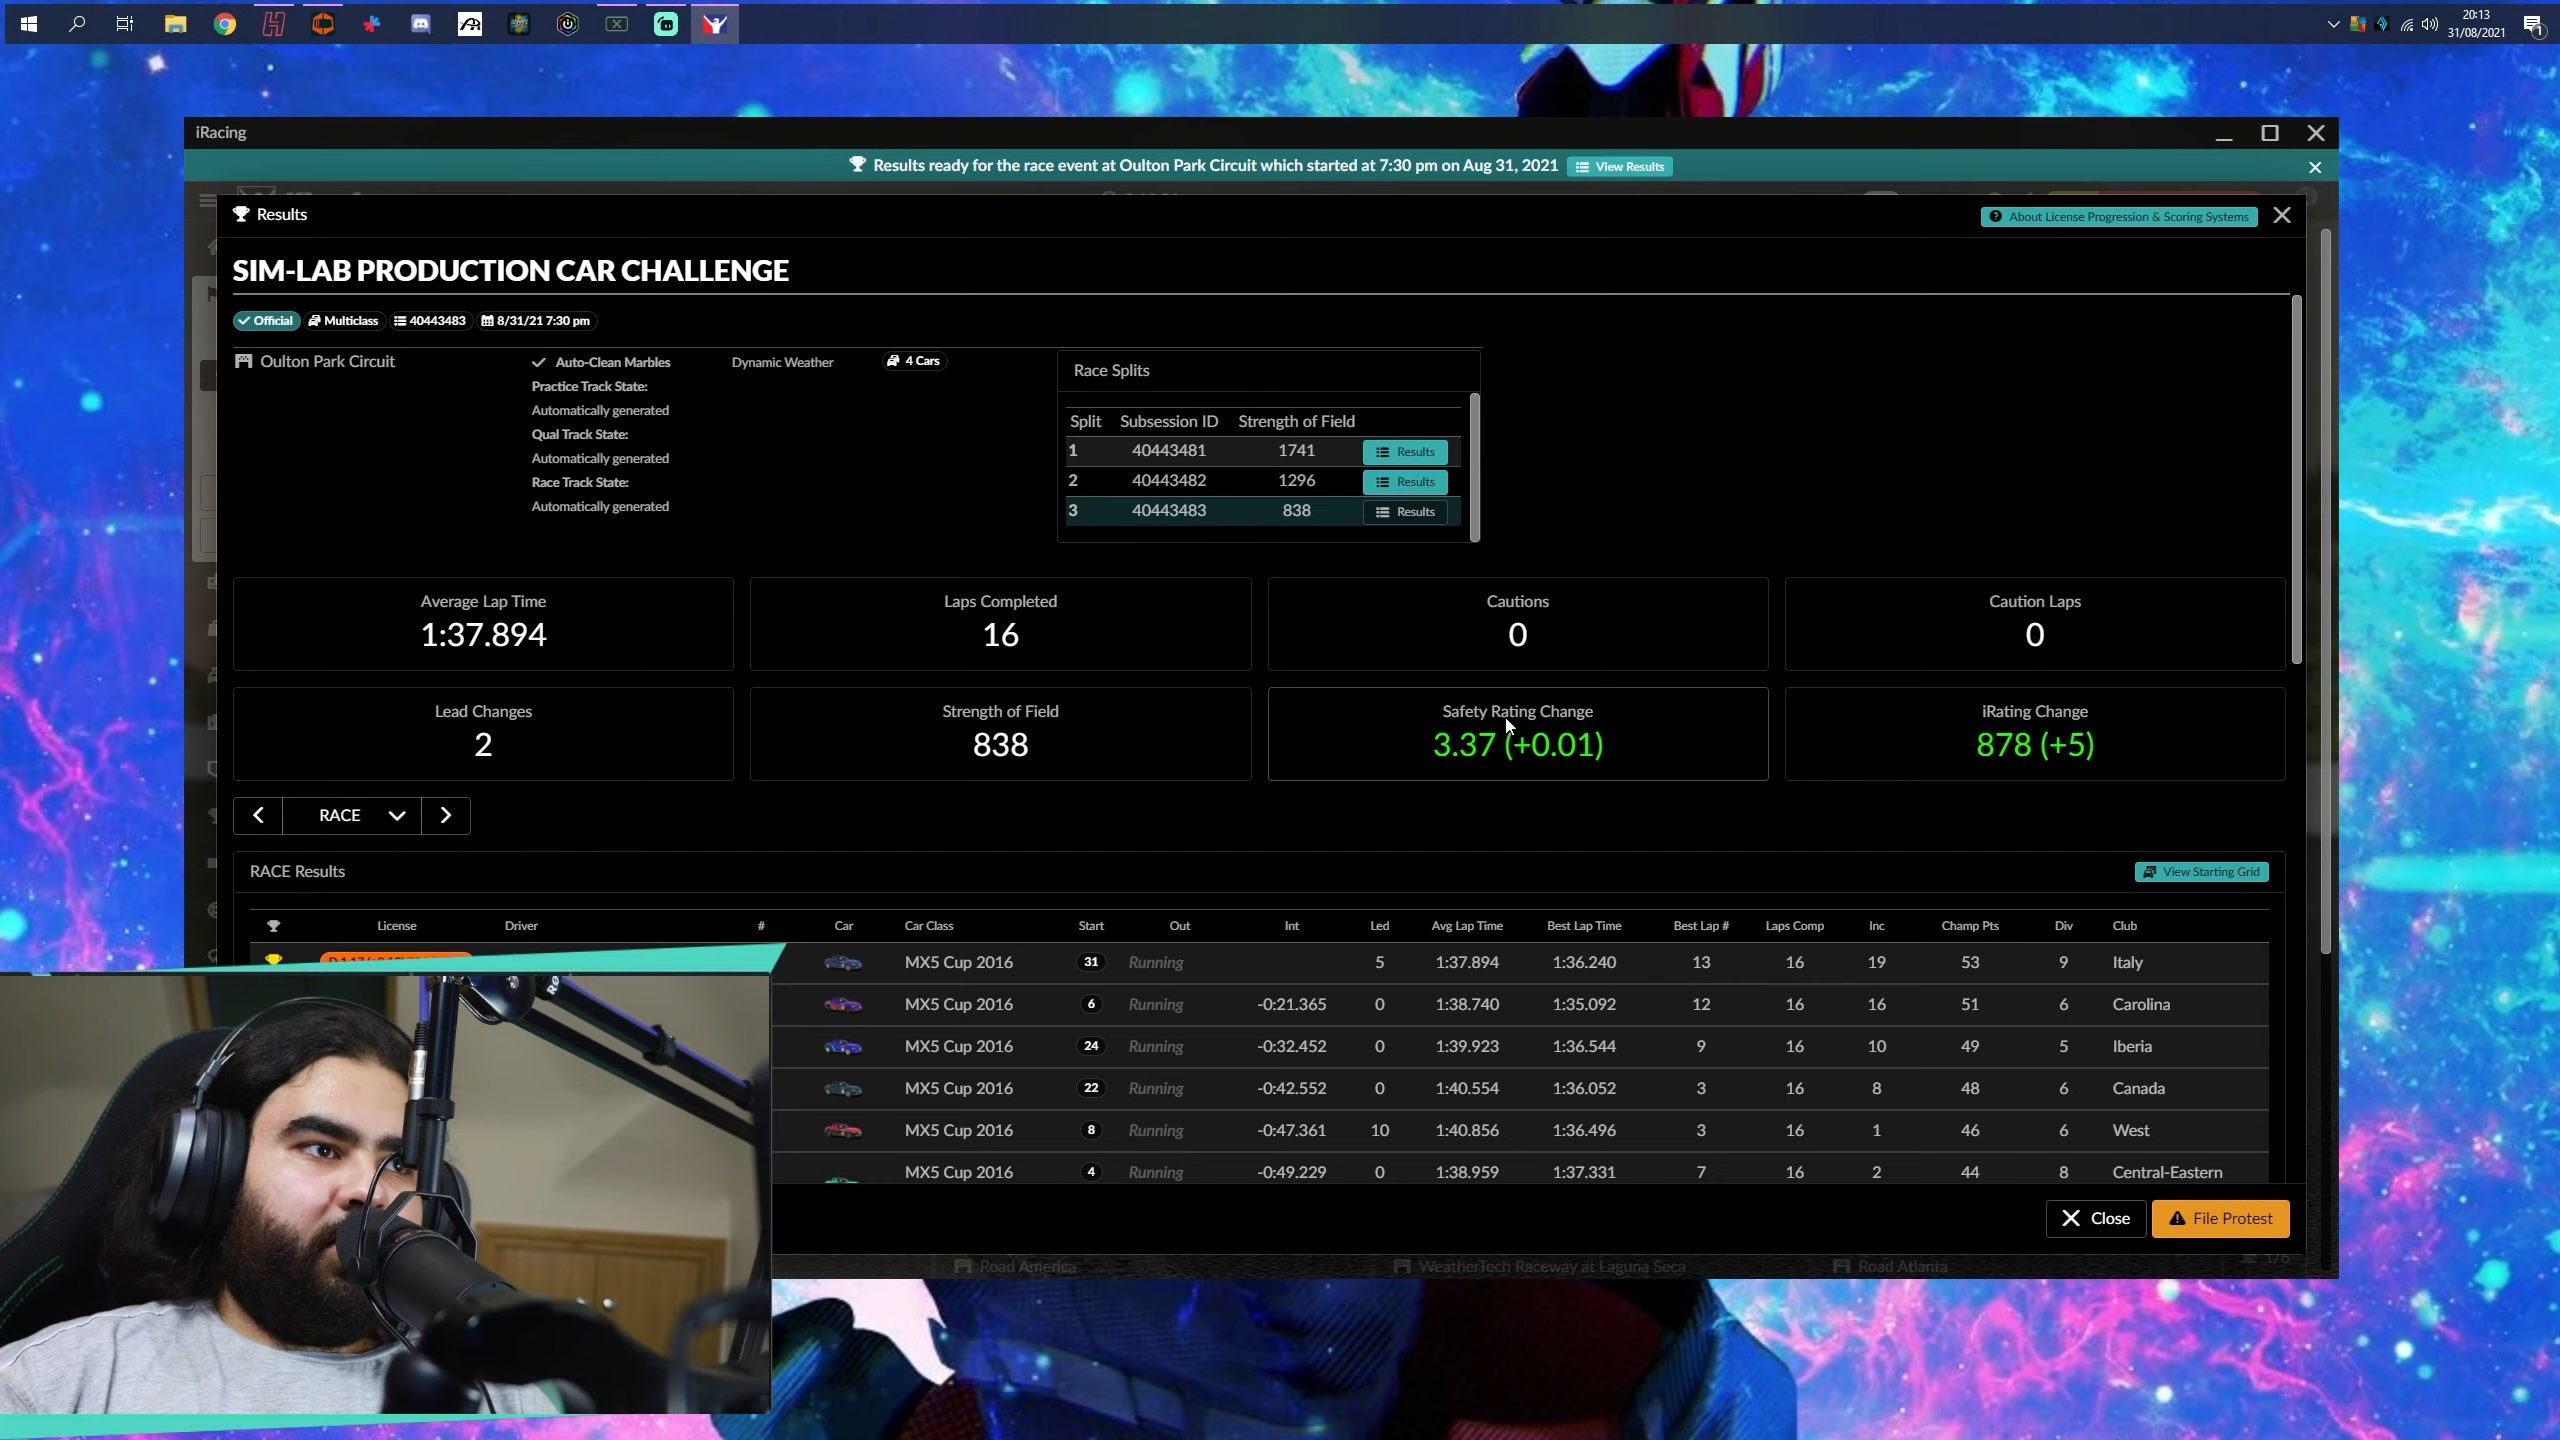 20:13
31/08/2021
1
iRacing
Results ready for the race event at Oulton Park Circuit which started at 7:30 pm on Aug 31, 2021 View Results
Results
About License Progression & Scoring Systems
SIM-LAB PRODUCTION CAR CHALLENGE
Official Multiclass 40443483 8/31/21 7:30 pm
Oulton Park Circuit
Auto-Clean Marbles Dynamic Weather 4 Cars
Practice Track State:
Automatically generated
Qual Track State:
Automatically generated
Race Track State:
Automatically generated
Race Splits
Split Subsession ID Strength of Field
1 40443481 1741 Results
2 40443482 1296 Results
3 40443483 838 Results
Average Lap Time Laps Completed Cautions Caution Laps
1:37.894 16 0 0
Lead Changes Strength of Field Safety Rating Change iRating Change
2 838 3.37 (+0.01) 878 (+5)
RACE
RACE Results View Starting Grid
License Driver # Car Car Class Start Out Int Led Avg Lap Time Best Lap Time Best Lap # Laps Comp Inc Champ Pts Div Club
MX5 Cup 2016 31 Running 5 1:37.894 1:36.240 13 16 19 53 9 Italy
MX5 Cup 2016 6 Running -0:21.365 0 1:38.740 1:35.092 12 16 16 51 6 Carolina
MX5 Cup 2016 24 Running -0:32.452 0 1:39.923 1:36.544 9 16 10 49 5 Iberia
MX5 Cup 2016 22 Running -0:42.552 0 1:40.554 1:36.052 3 16 8 48 6 Canada
MX5 Cup 2016 8 Running -0:47.361 10 1:40.856 1:36.496 3 16 1 46 6 West
MX5 Cup 2016 4 Running -0:49.229 0 1:38.959 1:37.331 7 16 2 44 8 Central-Eastern
Close File Protest
Road America WeatherTech Raceway at Laguna Seca Road Atlanta